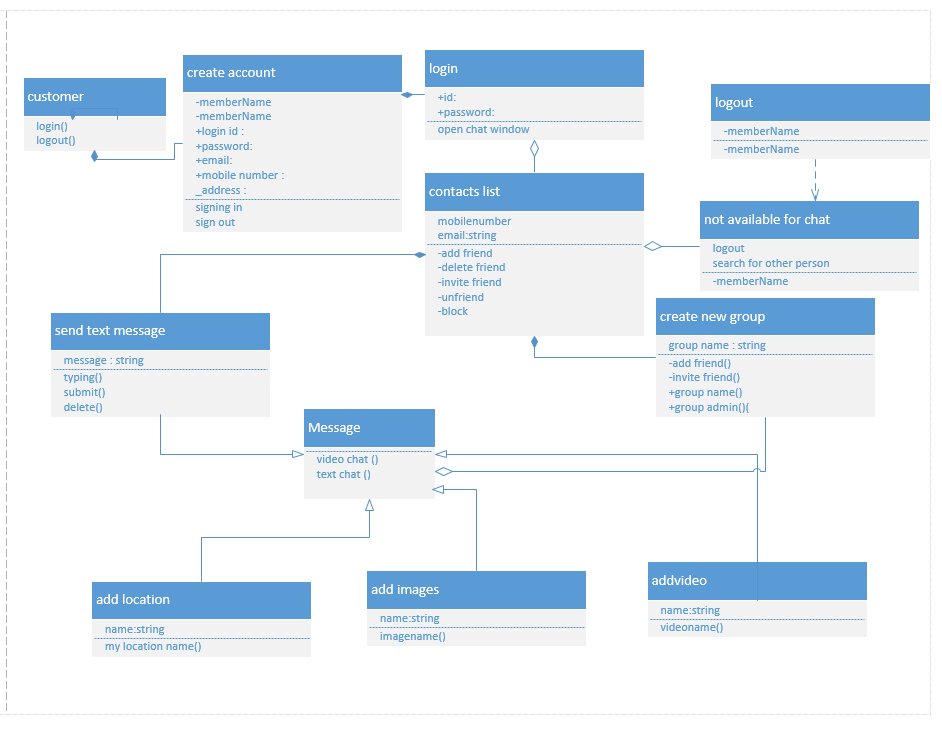 customer
login()
logout()
create account
-memberName
-memberName
+login id :
+password:
+email:
+mobile number :
_address :
signing in
sign out
login
+id:
+password:
open chat window
logout
-memberName
-memberName
contacts list
mobilenumber
email:string
-add friend
-delete friend
-invite friend
-unfriend
-block
not available for chat
logout
search for other person
-memberName
send text message
message : string
typing()
submit()
delete()
create new group
group name : string
-add friend()
-invite friend()
+group name()
+group admin()(
Message
video chat ()
text chat ()
add location
name:string
my location name()
add images
name:string
imagename()
addvideo
name:string
videoname()